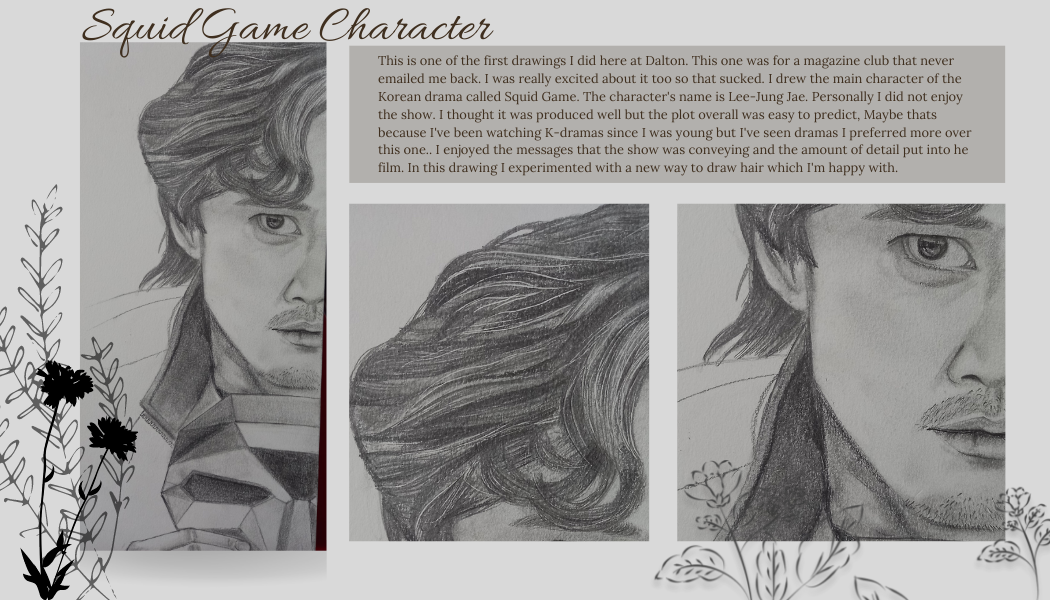 Squid Game Character
This is one of the first drawings I did here at Dalton. This one was for a magazine club that never
emailed me back. I was really excited about it too so that sucked. I drew the main character of the
Korean drama called Squid Game. The character's name is Lee-Jung Jae. Personally I did not enjoy
the show. I thought it was produced well but the plot overall was easy to predict, Maybe thats
because I've been watching K-dramas since I was young but I've seen dramas I preferred more over
this one.. I enjoyed the messages that the show was conveying and the amount of detail put into he
film. In this drawing I experimented with a new way to draw hair which I'm happy with.